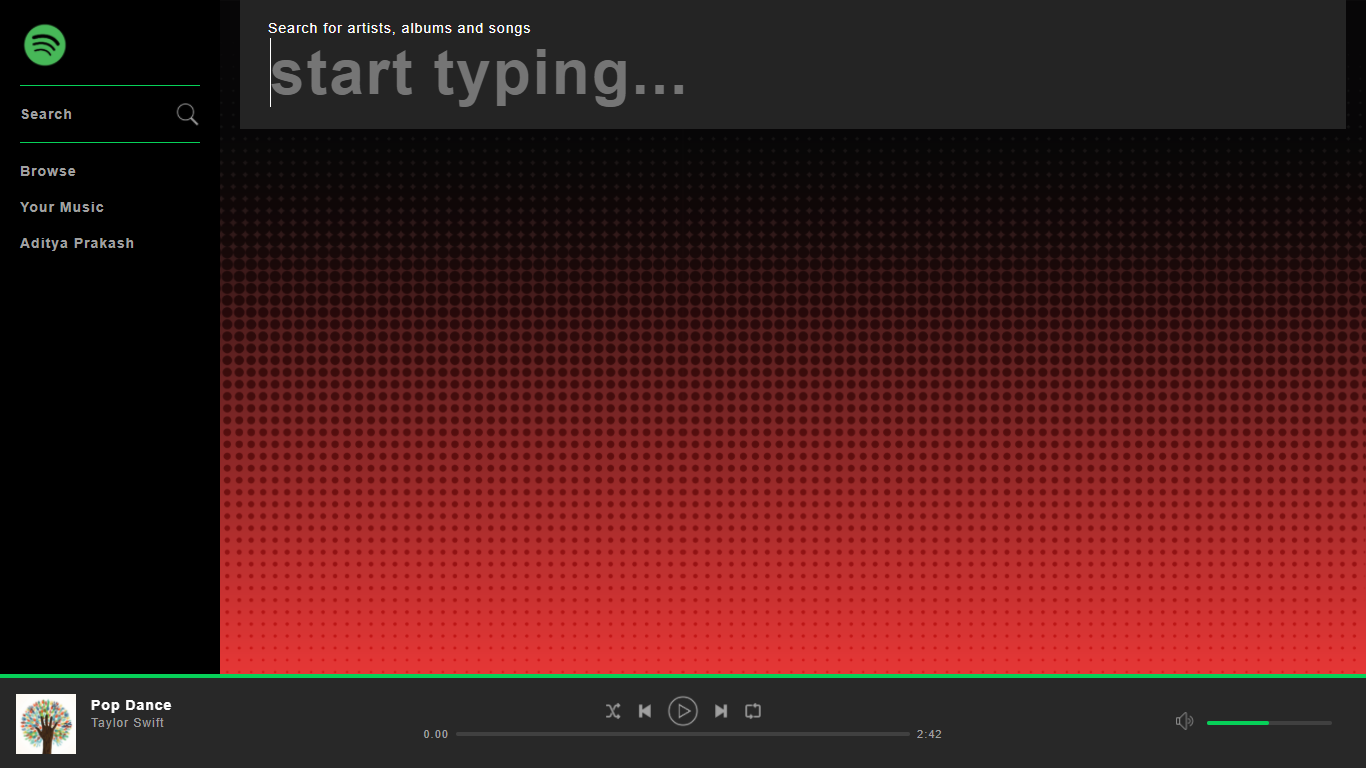 Search for artists, albums and songs
start typing...
Search
Browse
Your Music
Aditya Prakash
Pop Dance
Taylor Swift
0.00
2:42